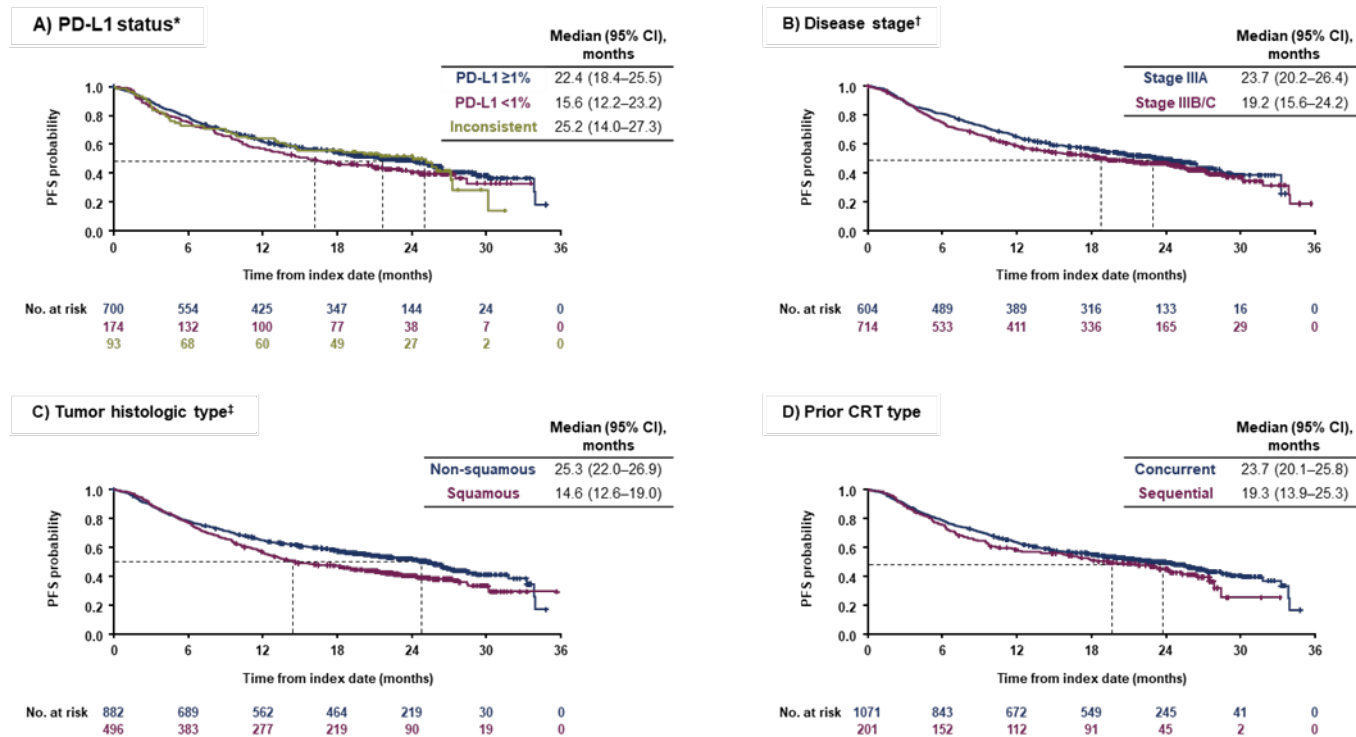 A) PD-L1 status*
Median (95% CI),
months
PD-L1 ≥1% 22.4 (18.4–25.5)
PD-L1 <1% 15.6 (12.2–23.2)
Inconsistent 25.2 (14.0–27.3)
PFS probability
1.0
0.8
0.6
0.4
0.2
0.0
0 6 12 18 24 30 36
Time from index date (months)
No. at risk 700 554 425 347 144 24 0
174 132 100 77 38 7 0
93 68 60 49 27 2 0
B) Disease stage†
Median (95% CI),
months
Stage IIIA 23.7 (20.2–26.4)
Stage IIIB/C 19.2 (15.6–24.2)
PFS probability
1.0
0.8
0.6
0.4
0.2
0.0
0 6 12 18 24 30 36
Time from index date (months)
No. at risk 604 489 389 316 133 16 0
714 533 411 336 165 29 0
C) Tumor histologic type‡
Median (95% CI),
months
Non-squamous 25.3 (22.0–26.9)
Squamous 14.6 (12.6–19.0)
PFS probability
1.0
0.8
0.6
0.4
0.2
0.0
0 6 12 18 24 30 36
Time from index date (months)
No. at risk 882 689 562 464 219 30 0
496 383 277 219 90 19 0
D) Prior CRT type
Median (95% CI),
months
Concurrent 23.7 (20.1–25.8)
Sequential 19.3 (13.9–25.3)
PFS probability
1.0
0.8
0.6
0.4
0.2
0.0
0 6 12 18 24 30 36
Time from index date (months)
No. at risk 1071 843 672 549 245 41 0
201 152 112 91 45 2 0